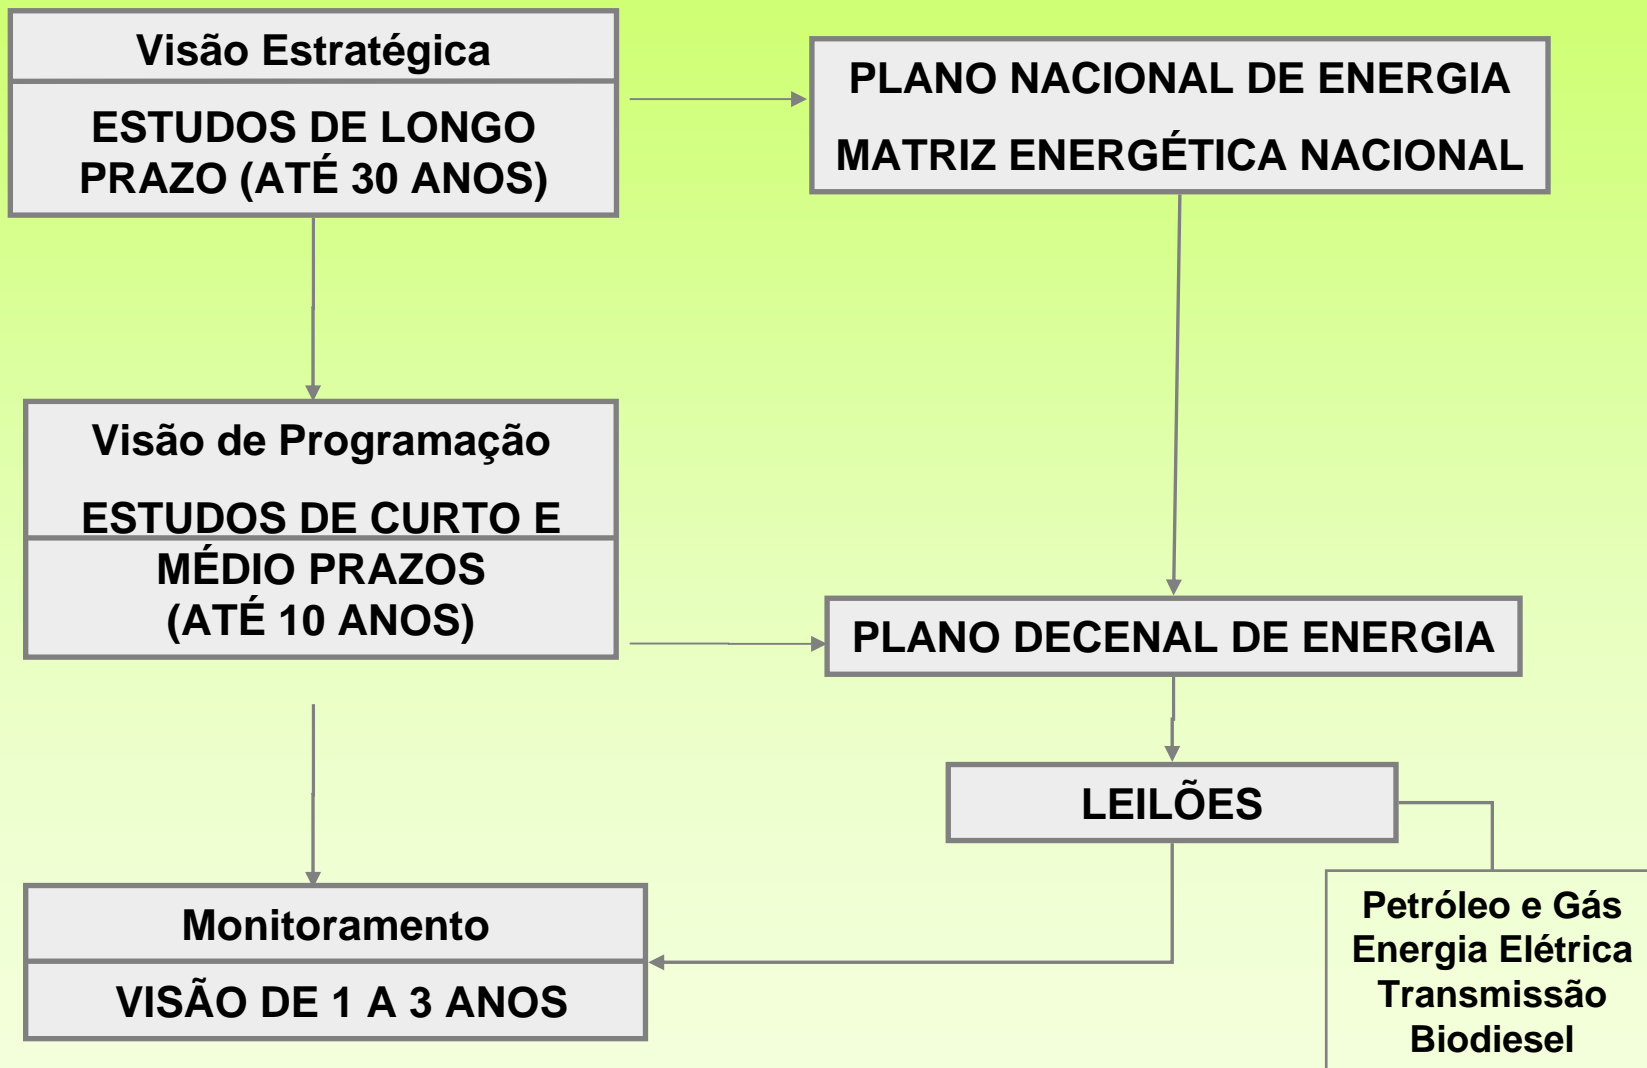 Visão Estratégica
ESTUDOS DE LONGO
PRAZO (ATÉ 30 ANOS)
PLANO NACIONAL DE ENERGIA
MATRIZ ENERGÉTICA NACIONAL
Visão de Programação
ESTUDOS DE CURTO E
MÉDIO PRAZOS
(ATÉ 10 ANOS)
PLANO DECENAL DE ENERGIA
LEILÕES
Petróleo e Gás
Energia Elétrica
Transmissão
Biodiesel
Monitoramento
VISÃO DE 1 A 3 ANOS